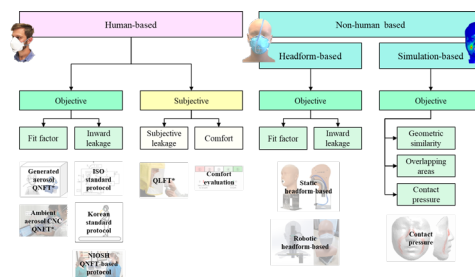 Human-based
Non-human based
Headform-based
Simulation-based
Objective
Subjective
Objective
Objective
Fit factor
Inward
leakage
Subjective
leakage
Comfort
Fit factor
Inward
leakage
Geometric
similarity
Overlapping
areas
Contact
pressure
Generated
aerosol
QNFT*
ISO
standard
protocol
QLFT*
Comfort
evaluation
Static
headform-based
Ambient
aerosol CNC
QNFT*
Korean
standard
protocol
Robotic
headform-based
Contact
pressure
NIOSH
QNFT-based
protocol